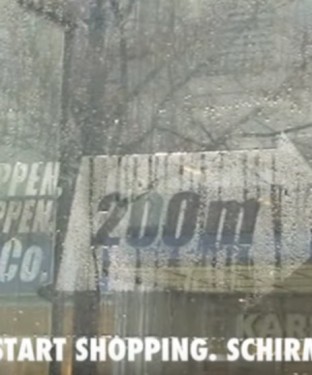 PPEN,
PPEN
Co.
200m
START SHOPPING. SCHIRM